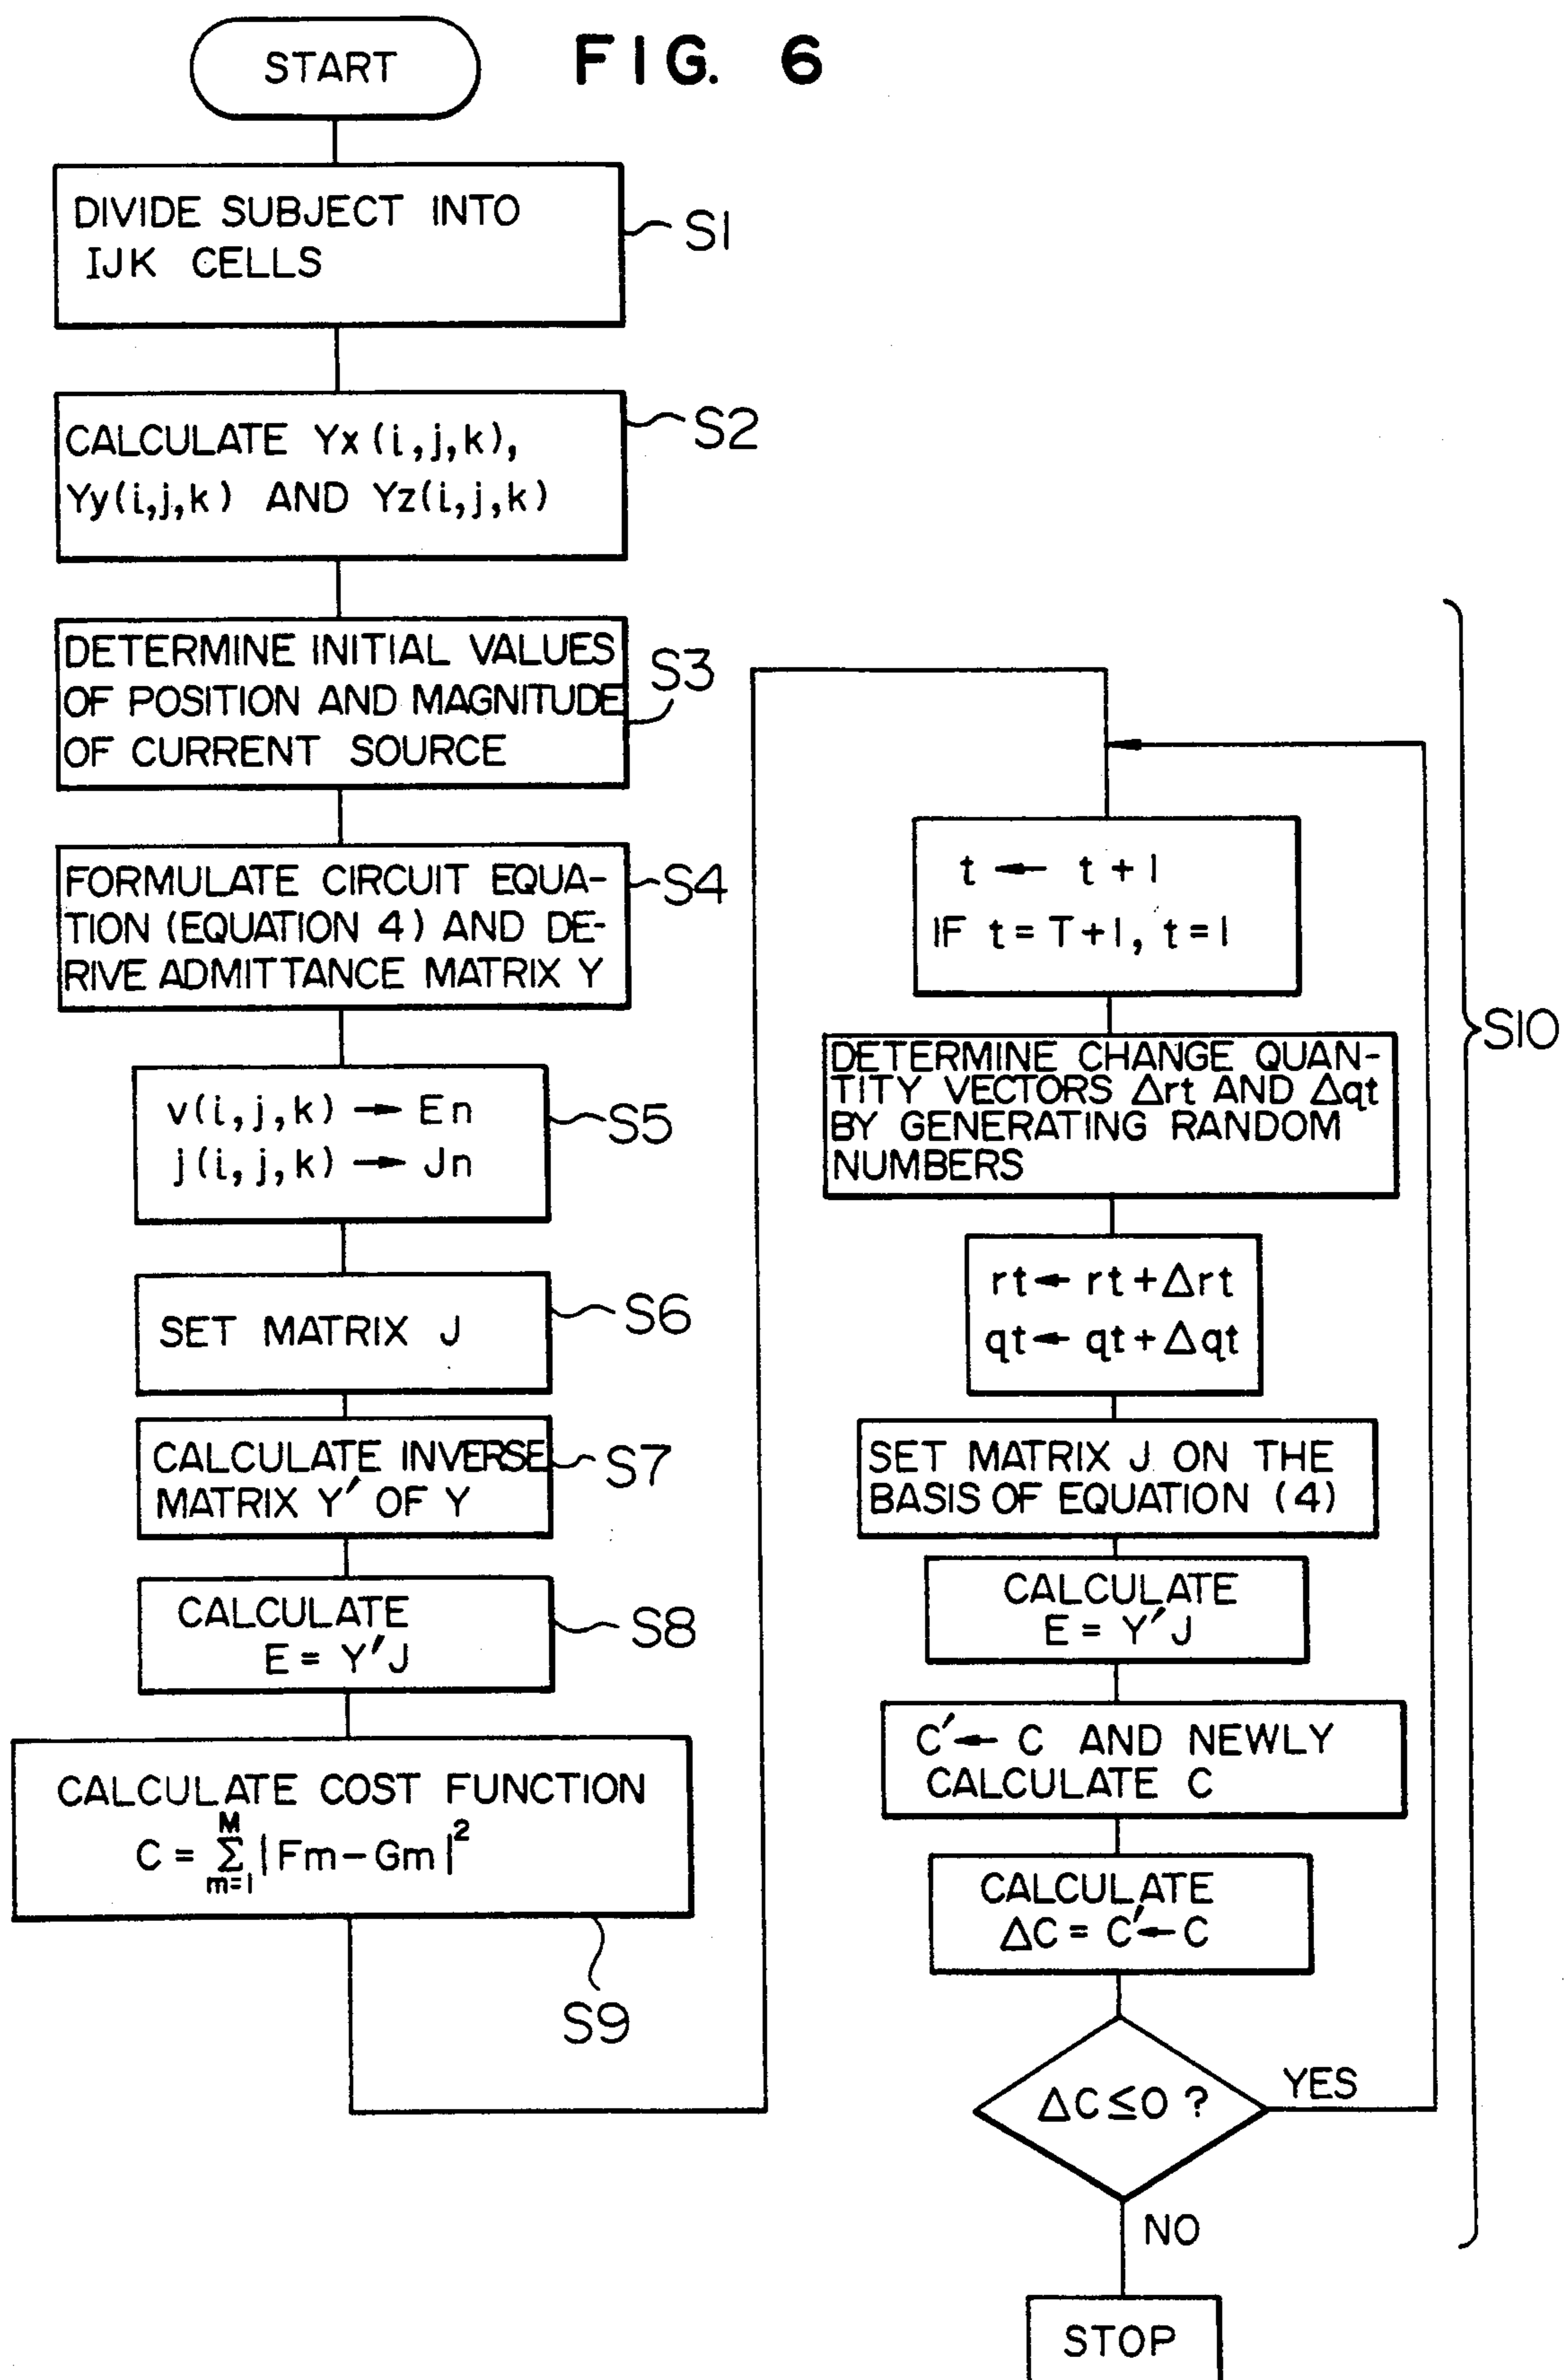 FIG. 6
START
DIVIDE SUBJECT INTO
IJK CELLS
S1
CALCULATE Yx(i,j,k),
Yy(i,j,k) AND Yz(i,j,k)
S2
DETERMINE INITIAL VALUES
OF POSITION AND MAGNITUDE
OF CURRENT SOURCE
S3
FORMULATE CIRCUIT EQUA-
TION (EQUATION 4) AND DE-
RIVE ADMITTANCE MATRIX Y
S4
v(i,j,k) → En
j(i,j,k) → Jn
S5
SET MATRIX J
S6
CALCULATE INVERSE
MATRIX Y' OF Y
S7
CALCULATE
E = Y'J
S8
CALCULATE COST FUNCTION
C = M Σ m=1 |Fm-Gm|²
S9
t ← t+1
IF t=T+1, t=1
DETERMINE CHANGE QUAN-
TITY VECTORS Δrt AND Δqt
BY GENERATING RANDOM
NUMBERS
rt ← rt+Δrt
qt ← qt+Δqt
SET MATRIX J ON THE
BASIS OF EQUATION (4)
CALCULATE
E = Y'J
C' ← C AND NEWLY
CALCULATE C
CALCULATE
ΔC = C' ← C
ΔC≤0 ?
YES
NO
STOP
S10